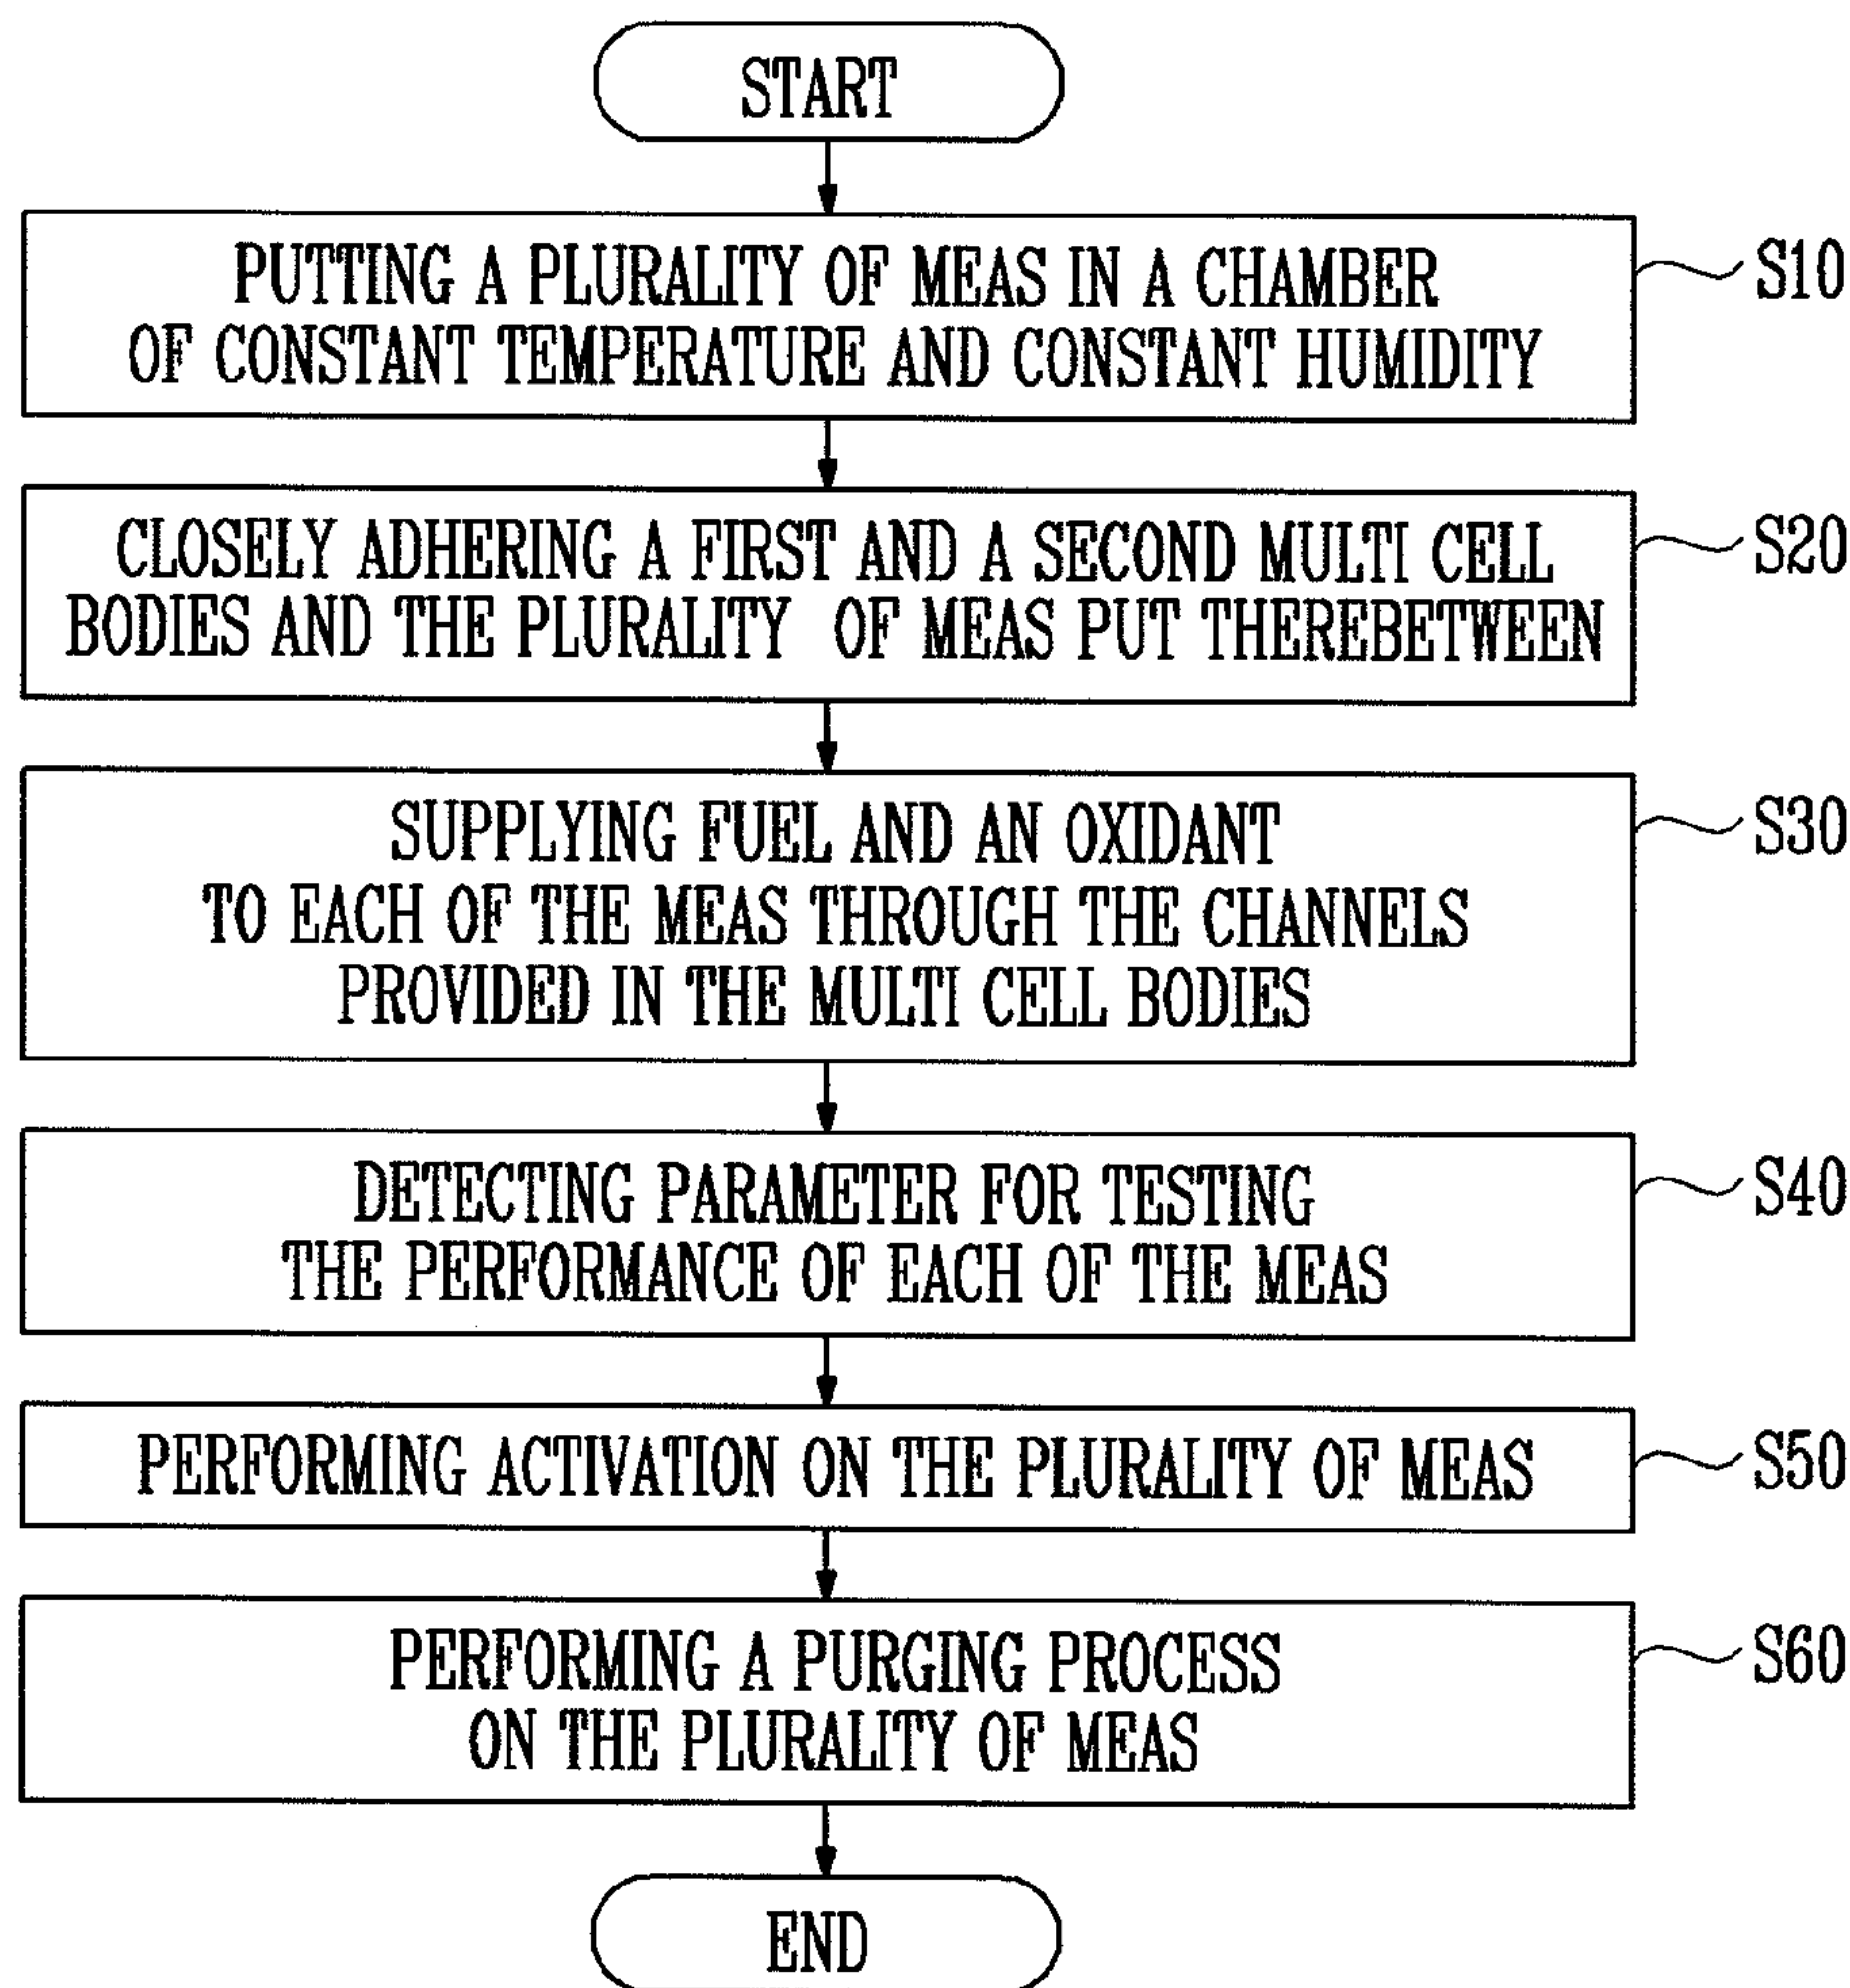 START
PUTTING A PLURALITY OF MEAS IN A CHAMBER
OF CONSTANT TEMPERATURE AND CONSTANT HUMIDITY
S10
CLOSELY ADHERING A FIRST AND A SECOND MULTI CELL
BODIES AND THE PLURALITY OF MEAS PUT THEREBETWEEN
S20
SUPPLYING FUEL AND AN OXIDANT
TO EACH OF THE MEAS THROUGH THE CHANNELS
PROVIDED IN THE MULTI CELL BODIES
S30
DETECTING PARAMETER FOR TESTING
THE PERFORMANCE OF EACH OF THE MEAS
S40
PERFORMING ACTIVATION ON THE PLURALITY OF MEAS
S50
PERFORMING A PURGING PROCESS
ON THE PLURALITY OF MEAS
S60
END